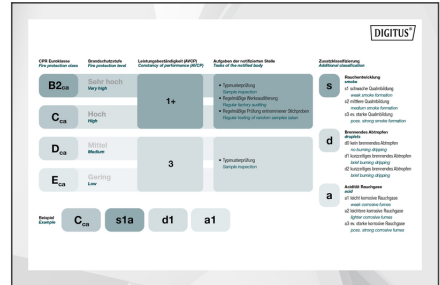 DIGITUS®
CPR Euroklasse
Fire protection class
Brandschutzstufe
Fire protection level
Leistungsbeständigkeit (AVCP)
Constancy of performance (AVCP)
Aufgaben der notifizierten Stelle
Tasks of the notified body
Zusatzklassifizierung
Additional classification
B2ca
Sehr hoch
Very high
Cca
Hoch
High
1+
• Typmusterprüfung
Sample inspection
• Regelmäßige Werksauditierung
Regular factory auditing
• Regelmäßige Prüfung entnommener Stichproben
Regular testing of random samples taken
Dca
Mittel
Medium
Eca
Gering
Low
3
• Typmusterprüfung
Sample inspection
s
Rauchentwicklung
smoke
s1 schwache Qualmbildung
weak smoke formation
s2 mittlere Qualmbildung
medium smoke formation
s3 ev. starke Qualmbildung
poss. strong smoke formation
d
Brennendes Abtropfen
droplets
d0 kein brennendes Abtropfen
no burning dripping
d1 kurzzeitiges brennendes Abtropfen
brief burning dripping
d2 kurzzeitiges brennendes Abtropfen
brief burning dripping
a
Acidität Rauchgase
acid
a1 leicht korrosive Rauchgase
weak corrosive fumes
a2 leichtere korrosive Rauchgase
lighter corrosive fumes
a3 ev. starke korrosive Rauchgase
poss. strong corrosive fumes
Beispiel
Example
Cca
s1a
d1
a1